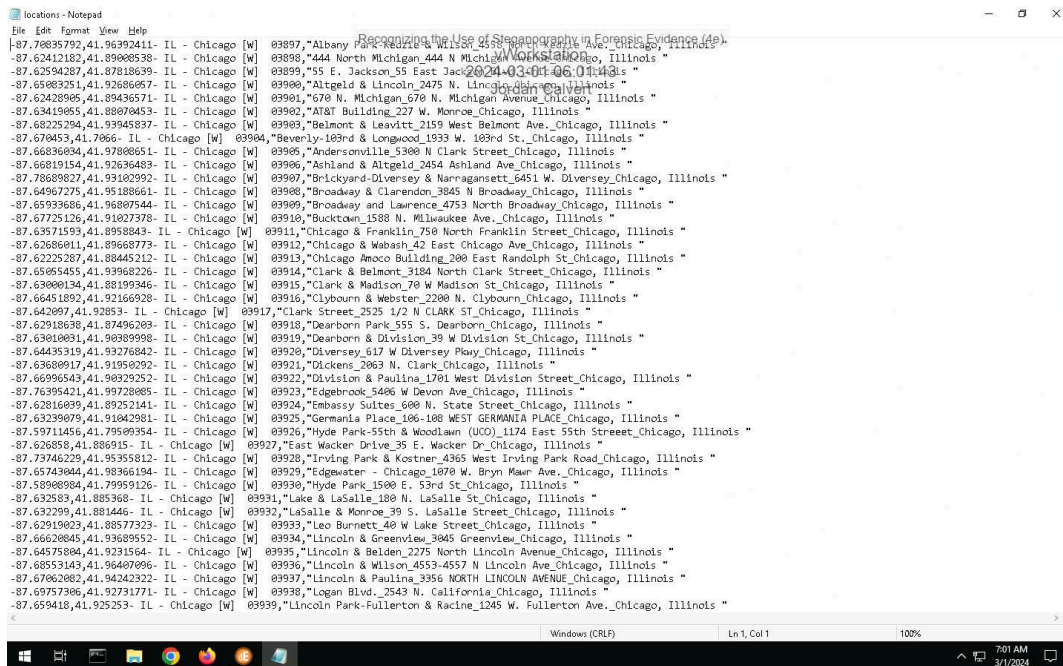 locations - Notepad
File Edit Format View Help
Recognizing the Use of Steganography in Forensic Evidence (4e)
vWorkstation
2024-03-01 06:01:43
Jordan Calvert
-87.70835792,41.96392411- IL - Chicago [W] 03897,"Albany Park-Kedzie & Wilson_4558 North Kedzie Ave._Chicago, Illinois "
-87.62412182,41.89008538- IL - Chicago [W] 03898,"444 North Michigan_444 N Michigan Avenue_Chicago, Illinois "
-87.62594287,41.87818639- IL - Chicago [W] 03899,"55 E. Jackson_55 East Jackson Blvd._Chicago, Illinois "
-87.65083251,41.92686057- IL - Chicago [W] 03900,"Altgeld & Lincoln_2475 N. Lincoln_Chicago, Illinois "
-87.62428905,41.89436571- IL - Chicago [W] 03901,"670 N. Michigan_670 N. Michigan Avenue_Chicago, Illinois "
-87.63419055,41.88070453- IL - Chicago [W] 03902,"AT&T Building_227 W. Monroe_Chicago, Illinois "
-87.68225294,41.93945837- IL - Chicago [W] 03903,"Belmont & Leavitt_2159 West Belmont Ave._Chicago, Illinois "
-87.670453,41.7066- IL - Chicago [W] 03904,"Beverly-103rd & Longwood_1933 W. 103rd St._Chicago, Illinois "
-87.66836034,41.97808651- IL - Chicago [W] 03905,"Andersonville_5300 N Clark Street_Chicago, Illinois "
-87.66819154,41.92636483- IL - Chicago [W] 03906,"Ashland & Altgeld_2454 Ashland Ave_Chicago, Illinois "
-87.78689827,41.93102992- IL - Chicago [W] 03907,"Brickyard-Diversey & Narragansett_6451 W. Diversey_Chicago, Illinois "
-87.64967275,41.95188661- IL - Chicago [W] 03908,"Broadway & Clarendon_3845 N Broadway_Chicago, Illinois "
-87.65933686,41.96807544- IL - Chicago [W] 03909,"Broadway and Lawrence_4753 North Broadway_Chicago, Illinois "
-87.67725126,41.91027378- IL - Chicago [W] 03910,"Bucktown_1588 N. Milwaukee Ave._Chicago, Illinois "
-87.63571593,41.8958843- IL - Chicago [W] 03911,"Chicago & Franklin_750 North Franklin Street_Chicago, Illinois "
-87.62686011,41.89668773- IL - Chicago [W] 03912,"Chicago & Wabash_42 East Chicago Ave_Chicago, Illinois "
-87.62225287,41.88445212- IL - Chicago [W] 03913,"Chicago Amoco Building_200 East Randolph St_Chicago, Illinois "
-87.65055455,41.93968226- IL - Chicago [W] 03914,"Clark & Belmont_3184 North Clark Street_Chicago, Illinois "
-87.63000134,41.88199346- IL - Chicago [W] 03915,"Clark & Madison_70 W Madison St_Chicago, Illinois "
-87.66451892,41.92166928- IL - Chicago [W] 03916,"Clybourn & Webster_2200 N. Clybourn_Chicago, Illinois "
-87.642097,41.92853- IL - Chicago [W] 03917,"Clark Street_2525 1/2 N CLARK ST_Chicago, Illinois "
-87.62918638,41.87496203- IL - Chicago [W] 03918,"Dearborn Park_555 S. Dearborn_Chicago, Illinois "
-87.63010031,41.90389998- IL - Chicago [W] 03919,"Dearborn & Division_39 W Division St_Chicago, Illinois "
-87.64435319,41.93276842- IL - Chicago [W] 03920,"Diversey_617 W Diversey Pkwy_Chicago, Illinois "
-87.63680917,41.91950292- IL - Chicago [W] 03921,"Dickens_2063 N. Clark_Chicago, Illinois "
-87.66996543,41.90329252- IL - Chicago [W] 03922,"Division & Paulina_1701 West Division Street_Chicago, Illinois "
-87.76395421,41.99728085- IL - Chicago [W] 03923,"Edgebrook_5406 W Devon Ave_Chicago, Illinois "
-87.62816039,41.89252141- IL - Chicago [W] 03924,"Embassy Suites_600 N. State Street_Chicago, Illinois "
-87.63239079,41.91042981- IL - Chicago [W] 03925,"Germania Place_106-108 WEST GERMANIA PLACE_Chicago, Illinois "
-87.59711456,41.79509354- IL - Chicago [W] 03926,"Hyde Park-55th & Woodlawn (UCO)_1174 East 55th Streeet_Chicago, Illinois "
-87.626858,41.886915- IL - Chicago [W] 03927,"East Wacker Drive_35 E. Wacker Dr_Chicago, Illinois "
-87.73746229,41.95355812- IL - Chicago [W] 03928,"Irving Park & Kostner_4365 West Irving Park Road_Chicago, Illinois "
-87.65743044,41.98366194- IL - Chicago [W] 03929,"Edgewater - Chicago_1070 W. Bryn Mawr Ave._Chicago, Illinois "
-87.58908984,41.79959126- IL - Chicago [W] 03930,"Hyde Park_1500 E. 53rd St_Chicago, Illinois "
-87.632583,41.885368- IL - Chicago [W] 03931,"Lake & LaSalle_180 N. LaSalle St_Chicago, Illinois "
-87.632299,41.881446- IL - Chicago [W] 03932,"LaSalle & Monroe_39 S. LaSalle Street_Chicago, Illinois "
-87.62919023,41.88577323- IL - Chicago [W] 03933,"Leo Burnett_40 W Lake Street_Chicago, Illinois "
-87.66620845,41.93689552- IL - Chicago [W] 03934,"Lincoln & Greenview_3045 Greenview_Chicago, Illinois "
-87.64575804,41.9231564- IL - Chicago [W] 03935,"Lincoln & Belden_2275 North Lincoln Avenue_Chicago, Illinois "
-87.68553143,41.96407096- IL - Chicago [W] 03936,"Lincoln & Wilson_4553-4557 N Lincoln Ave_Chicago, Illinois "
-87.67062082,41.94242322- IL - Chicago [W] 03937,"Lincoln & Paulina_3356 NORTH LINCOLN AVENUE_Chicago, Illinois "
-87.69757306,41.92731771- IL - Chicago [W] 03938,"Logan Blvd._2543 N. California_Chicago, Illinois "
-87.659418,41.925253- IL - Chicago [W] 03939,"Lincoln Park-Fullerton & Racine_1245 W. Fullerton Ave._Chicago, Illinois "
Windows (CRLF) Ln 1, Col 1 100%
7:01 AM
3/1/2024